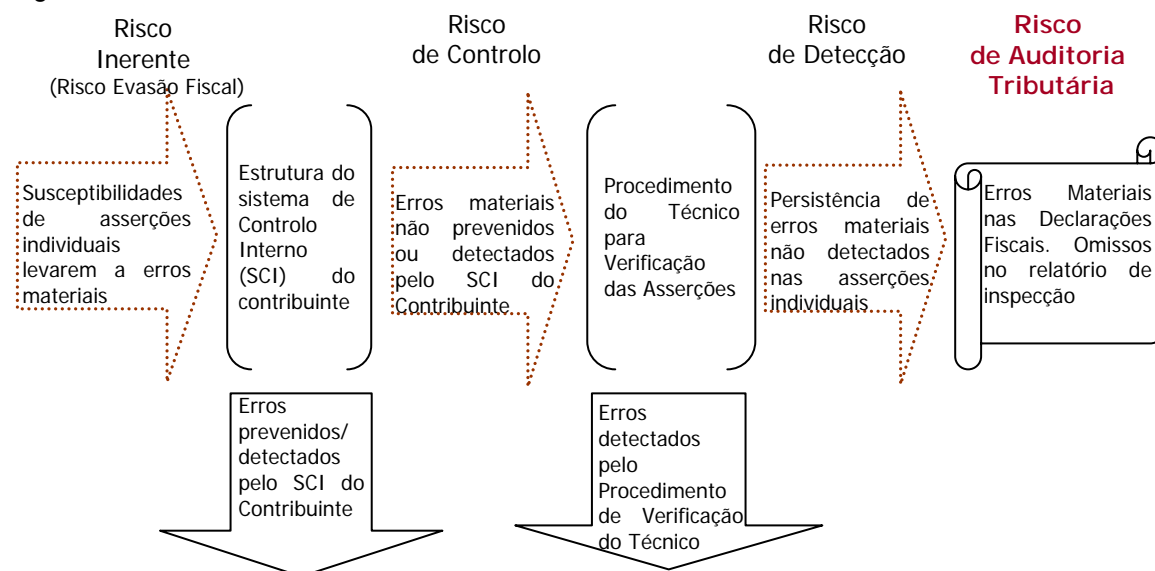 Risco
Inerente
(Risco Evasão Fiscal)
Risco
de Controlo
Risco
de Detecção
Risco
de Auditoria
Tributária
Susceptibilidades
de asserções
individuais
levarem a erros
materiais
Estrutura do
sistema de
Controlo
Interno
(SCI) do
contribuinte
Erros materiais
não prevenidos
ou detectados
pelo SCI do
Contribuinte
Procedimento
do Técnico
para
Verificação
das Asserções
Persistência de
erros materiais
não detectados
nas asserções
individuais
Erros Materiais
nas Declarações
Fiscais. Omissos
no relatório de
inspecção
Erros
prevenidos/
detectados
pelo SCI do
Contribuinte
Erros
detectados
pelo
Procedimento
de Verificação
do Técnico